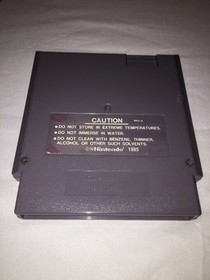 CAUTION
•DO NOT STORE IN EXTREME TEMPERATURES.
•DO NOT IMMERSE IN WATER.
•DO NOT CLEAN WITH BENZENE, THINNER,
ALCOHOL OR OTHER SUCH SOLVENTS.
©Nintendo 1985